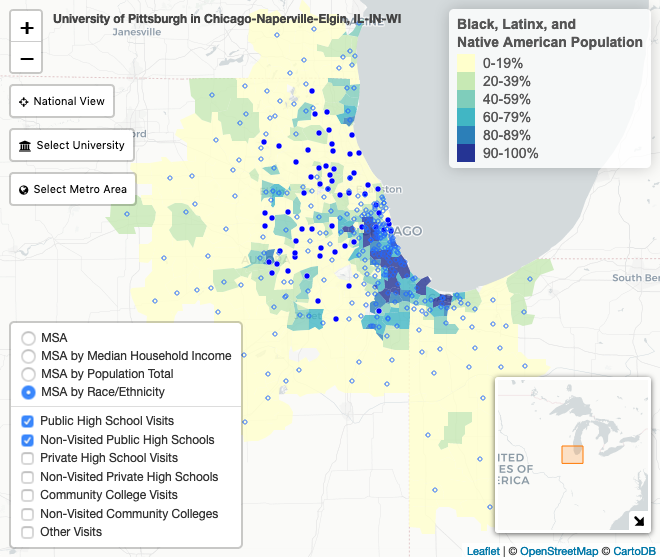 University of Pittsburgh in Chicago-Naperville-Elgin, IL-IN-WI
Janesville
+
−
National View
Select University
Select Metro Area
Black, Latinx, and
Native American Population
0-19%
20-39%
40-59%
60-79%
80-89%
90-100%
South Ben
MSA
MSA by Median Household Income
MSA by Population Total
MSA by Race/Ethnicity
Public High School Visits
Non-Visited Public High Schools
Private High School Visits
Non-Visited Private High Schools
Community College Visits
Non-Visited Community Colleges
Other Visits
ITED
ES OF
ERICA
Leaflet | © OpenStreetMap © CartoDB